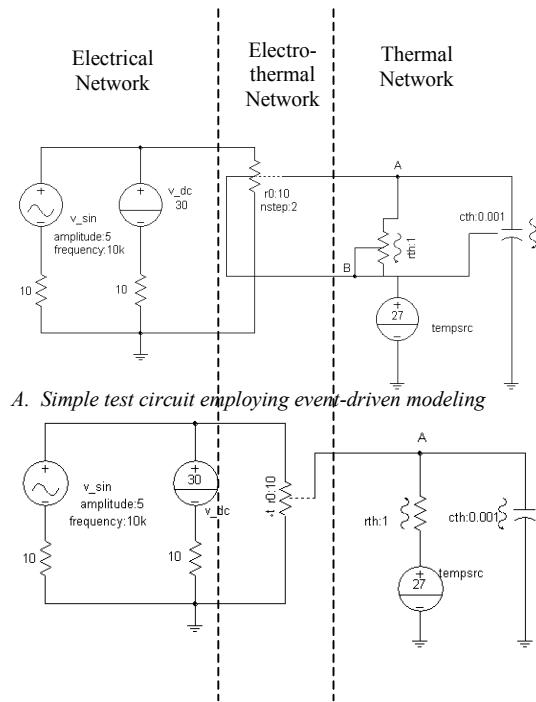 Electrical
Network
Electro-
thermal
Network
Thermal
Network
v_sin
amplitude:5
frequency:10k
v_dc
30
r0:10
nstep:2
A
cth:0.001
rth:1
B
10
10
27
tempsrc
A. Simple test circuit employing event-driven modeling
v_sin
amplitude:5
frequency:10k
30
v_dc
+t r0:10
A
rth:1
cth:0.001
10
10
27
tempsrc